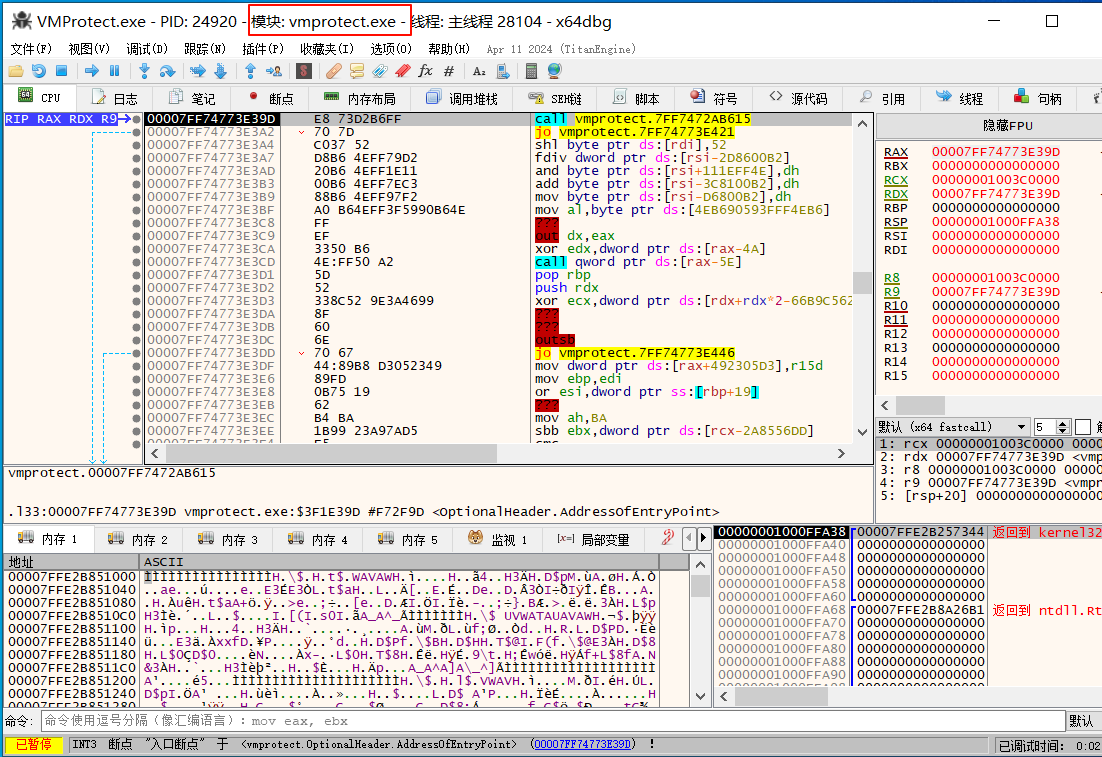 VMProtect.exe - PID: 24920 - 模块: vmprotect.exe - 线程: 主线程 28104 - x64dbg
文件(F) 视图(V) 调试(D) 跟踪(N) 插件(P) 收藏夹(I) 选项(O) 帮助(H) Apr 11 2024 (TitanEngine)
CPU 日志 笔记 断点 内存布局 调用堆栈 SEH链 脚本 符号 源代码 引用 线程 句柄
RIP RAX RDX R9 00007FF74773E39D E8 73D2B6FF call vmprotect.7FF7472AB615
00007FF74773E3A2 70 7D jo vmprotect.7FF74773E421
00007FF74773E3A4 C037 52 shl byte ptr ds:[rdi],52
00007FF74773E3A7 D8B6 4EFF79D2 fdiv dword ptr ds:[rsi-2D8600B2]
00007FF74773E3AD 20B6 4EFF1E11 and byte ptr ds:[rsi+111EFF4E],dh
00007FF74773E3B3 00B6 4EFF7EC3 add byte ptr ds:[rsi-3C8100B2],dh
00007FF74773E3B9 88B6 4EFF97F2 mov byte ptr ds:[rsi-D6800B2],dh
00007FF74773E3BF A0 B64EFF3F5990B64E mov al,byte ptr ds:[4EB690593FFF4EB6]
00007FF74773E3C8 FF ???
00007FF74773E3C9 EF out dx,eax
00007FF74773E3CA 3350 B6 xor edx,dword ptr ds:[rax-4A]
00007FF74773E3CD 4E:FF50 A2 call qword ptr ds:[rax-5E]
00007FF74773E3D1 5D pop rbp
00007FF74773E3D2 52 push rdx
00007FF74773E3D3 338C52 9E3A4699 xor ecx,dword ptr ds:[rdx+rdx*2-66B9C562
00007FF74773E3DA 8F ???
00007FF74773E3DB 60 ???
00007FF74773E3DC 6E outsb
00007FF74773E3DD 70 67 jo vmprotect.7FF74773E446
00007FF74773E3DF 44:89B8 D3052349 mov dword ptr ds:[rax+492305D3],r15d
00007FF74773E3E6 89FD mov ebp,edi
00007FF74773E3E8 0B75 19 or esi,dword ptr ss:[rbp+19]
00007FF74773E3EB 62 ???
00007FF74773E3EC B4 BA mov ah,BA
00007FF74773E3EE 1B99 23A97AD5 sbb ebx,dword ptr ds:[rcx-2A8556DD]
隐藏FPU
RAX 00007FF74773E39D
RBX 0000000000000000
RCX 00000001003C0000
RDX 00007FF74773E39D
RBP 0000000000000000
RSP 00000001000FFA38
RSI 0000000000000000
RDI 0000000000000000
R8 00000001003C0000
R9 00007FF74773E39D
R10 0000000000000000
R11 0000000000000000
R12 0000000000000000
R13 0000000000000000
R14 0000000000000000
R15 0000000000000000
默认 (x64 fastcall) 5
1: rcx 00000001003C0000 0000
2: rdx 00007FF74773E39D <vmp
3: r8 00000001003C0000 00000
4: r9 00007FF74773E39D <vmpr
5: [rsp+20] 0000000000000000
vmprotect.00007FF7472AB615
.l33:00007FF74773E39D vmprotect.exe:$3F1E39D #F72F9D <OptionalHeader.AddressOfEntryPoint>
内存 1 内存 2 内存 3 内存 4 内存 5 监视 1 [x=] 局部变量
地址 ASCII
00007FFE2B851000
00007FFE2B851040
00007FFE2B851080
00007FFE2B8510C0
00007FFE2B851100
00007FFE2B851140
00007FFE2B851180
00007FFE2B8511C0
00007FFE2B851200
00007FFE2B851240
00000001000FFA38 00007FFE2B257344 返回到 kernel32
00000001000FFA40 0000000000000000
00000001000FFA48 0000000000000000
00000001000FFA50 0000000000000000
00000001000FFA58 0000000000000000
00000001000FFA60 0000000000000000
00000001000FFA68 00007FFE2B8A26B1 返回到 ntdll.Rt
00000001000FFA70 0000000000000000
00000001000FFA78 0000000000000000
00000001000FFA80 0000000000000000
00000001000FFA88 0000000000000000
00000001000FFA90 0000000000000000
命令: 命令使用逗号分隔（像汇编语言）: mov eax, ebx 默认
已暂停 INT3 断点 "入口断点" 于 <vmprotect.OptionalHeader.AddressOfEntryPoint> (00007FF74773E39D) ! 已调试时间: 0:02